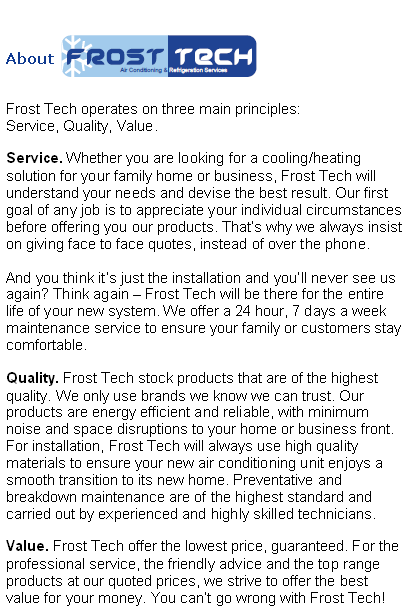 About FROST TECH
Air Conditioning & Refrigeration Services
Frost Tech operates on three main principles:
Service, Quality, Value.
Service. Whether you are looking for a cooling/heating
solution for your family home or business, Frost Tech will
understand your needs and devise the best result. Our first
goal of any job is to appreciate your individual circumstances
before offering you our products. That's why we always insist
on giving face to face quotes, instead of over the phone.
And you think it's just the installation and you'll never see us
again? Think again – Frost Tech will be there for the entire
life of your new system. We offer a 24 hour, 7 days a week
maintenance service to ensure your family or customers stay
comfortable.
Quality. Frost Tech stock products that are of the highest
quality. We only use brands we know we can trust. Our
products are energy efficient and reliable, with minimum
noise and space disruptions to your home or business front.
For installation, Frost Tech will always use high quality
materials to ensure your new air conditioning unit enjoys a
smooth transition to its new home. Preventative and
breakdown maintenance are of the highest standard and
carried out by experienced and highly skilled technicians.
Value. Frost Tech offer the lowest price, guaranteed. For the
professional service, the friendly advice and the top range
products at our quoted prices, we strive to offer the best
value for your money. You can't go wrong with Frost Tech!